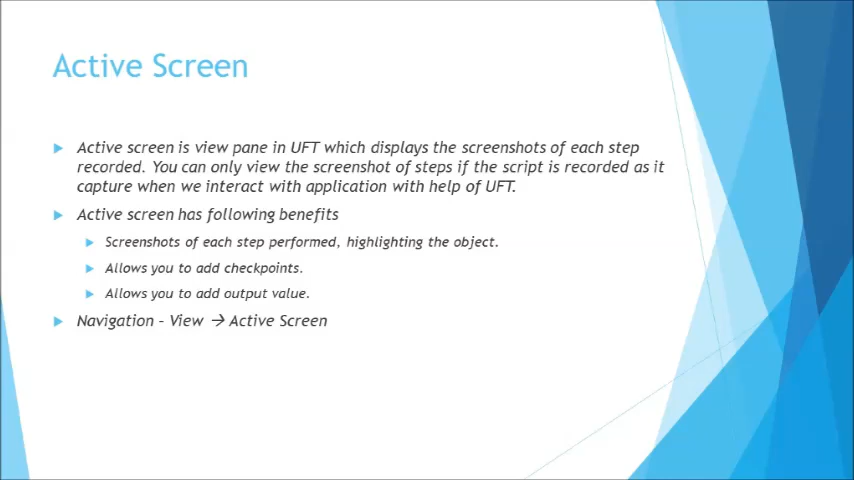 Active Screen
Active screen is view pane in UFT which displays the screenshots of each step
recorded. You can only view the screenshot of steps if the script is recorded as it
capture when we interact with application with help of UFT.
Active screen has following benefits
Screenshots of each step performed, highlighting the object.
Allows you to add checkpoints.
Allows you to add output value.
Navigation – View → Active Screen